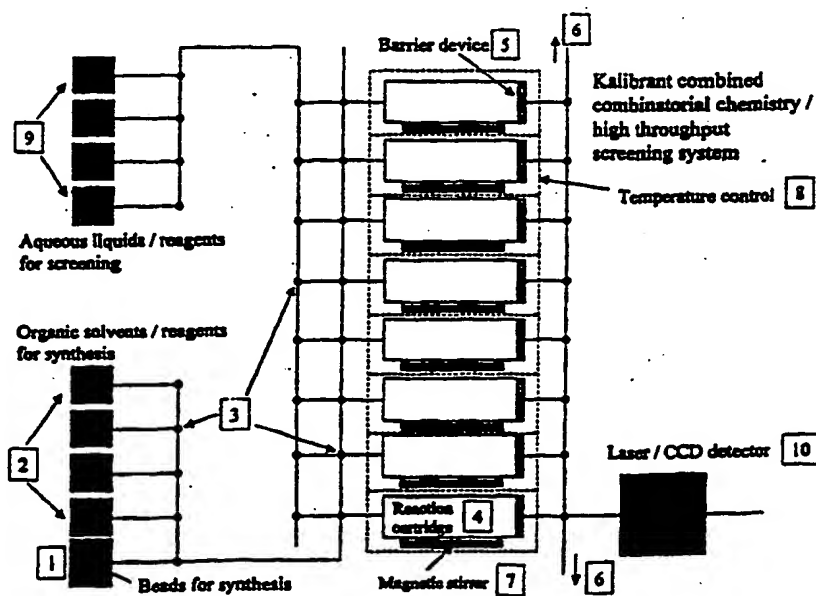 Barrier device 5
6
Kalibrant combined
combinatorial chemistry /
high throughput
screening system
9
Temperature control 8
Aqueous liquids / reagents
for screening
Organic solvents / reagents
for synthesis
3
2
Laser / CCD detector 10
Reaction
cartridge 4
1
Beads for synthesis
Magnetic stirrer 7
6